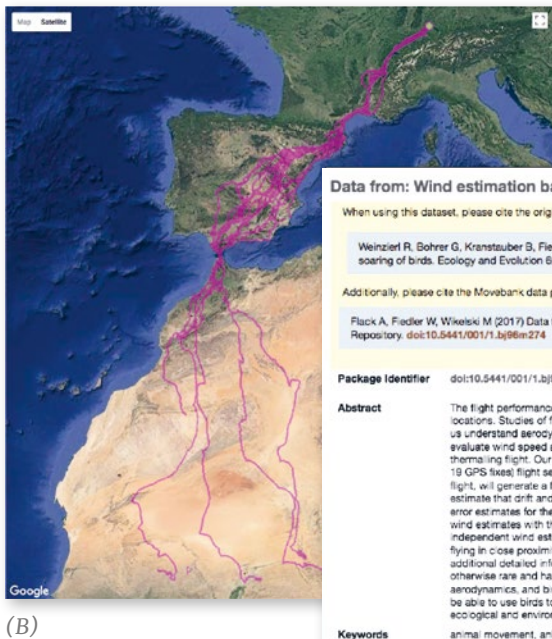 Map Satellite
Data from: Wind estimation ba
When using this dataset, please cite the orig
Weinzierl R, Bohrer G, Kranstauber B, Fie
soaring of birds. Ecology and Evolution 6
Additionally, please cite the Movebank data p
Flack A, Fiedler W, Wikelski M (2017) Data
Repository. doi:10.5441/001/1.bj96m274
Package Identifier doi:10.5441/001/1.bj9
Abstract The flight performance
locations. Studies of f
us understand aerody
evaluate wind speed a
thermalling flight. Our
19 GPS fixes) flight se
flight, will generate a f
estimate that drift and
error estimates for the
wind estimates with th
independent wind est
flying in close proximi
additional detailed info
otherwise rare and ha
aerodynamics, and bi
be able to use birds to
ecological and environ
Keywords animal movement, an
Google
(B)